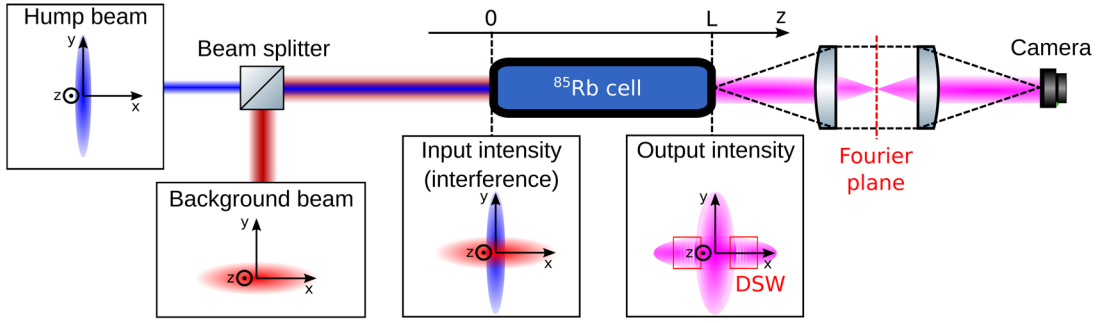 Hump beam
y
z
x
Beam splitter
Background beam
y
z
x
0
L
z
⁸⁵Rb cell
Camera
Input intensity
(interference)
y
z
x
Output intensity
y
z
x
DSW
Fourier
plane